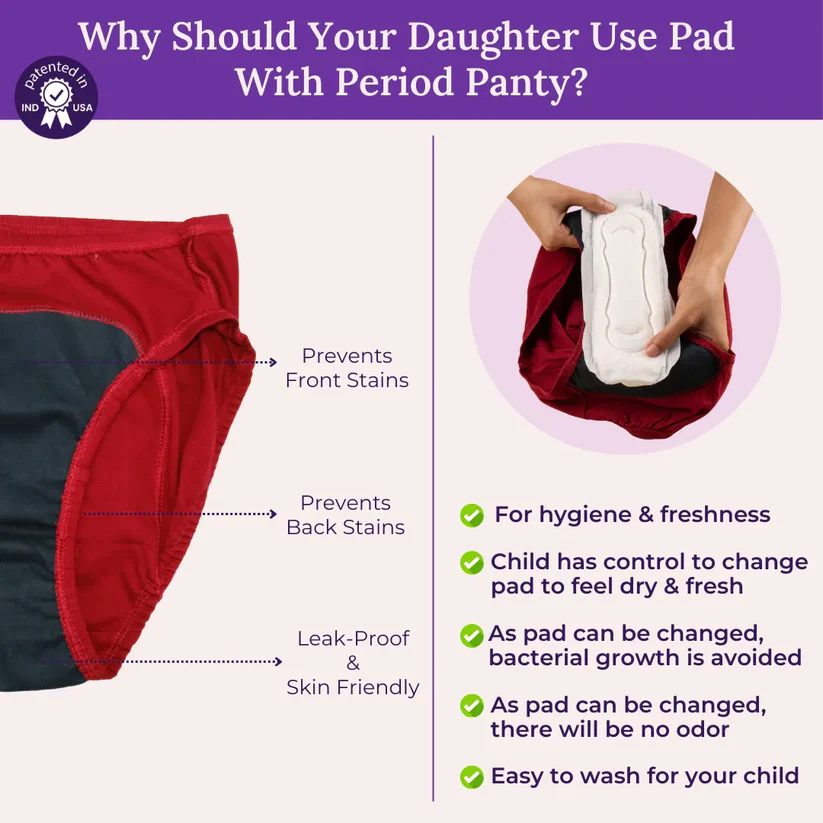 Why Should Your Daughter Use Pad
With Period Panty?
patented in
IND USA
Prevents
Front Stains
Prevents
Back Stains
Leak-Proof
&
Skin Friendly
For hygiene & freshness
Child has control to change
pad to feel dry & fresh
As pad can be changed,
bacterial growth is avoided
As pad can be changed,
there will be no odor
Easy to wash for your child